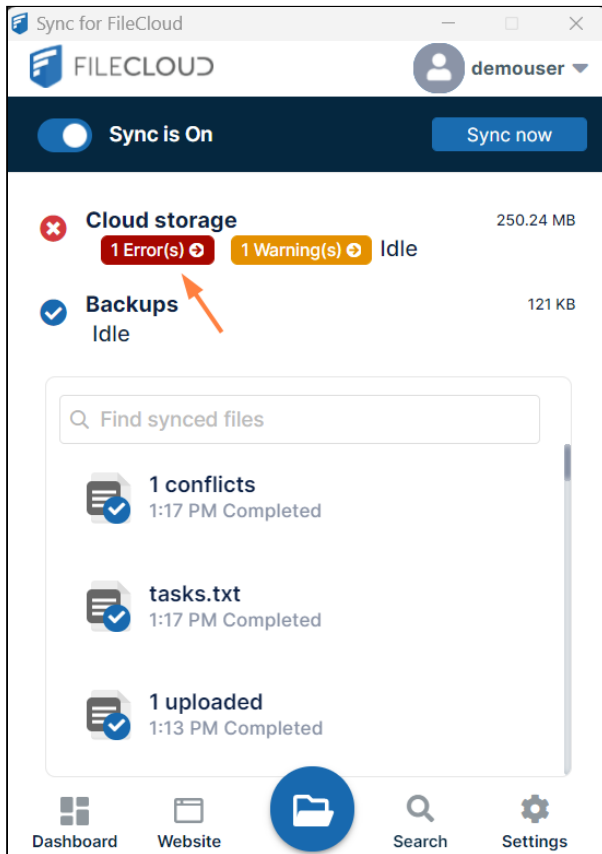 Sync for FileCloud
FILECLOUD
demouser
Sync is On
Sync now
Cloud storage
250.24 MB
1 Error(s)
1 Warning(s)
Idle
Backups
121 KB
Idle
Find synced files
1 conflicts
1:17 PM Completed
tasks.txt
1:17 PM Completed
1 uploaded
1:13 PM Completed
Dashboard
Website
Search
Settings